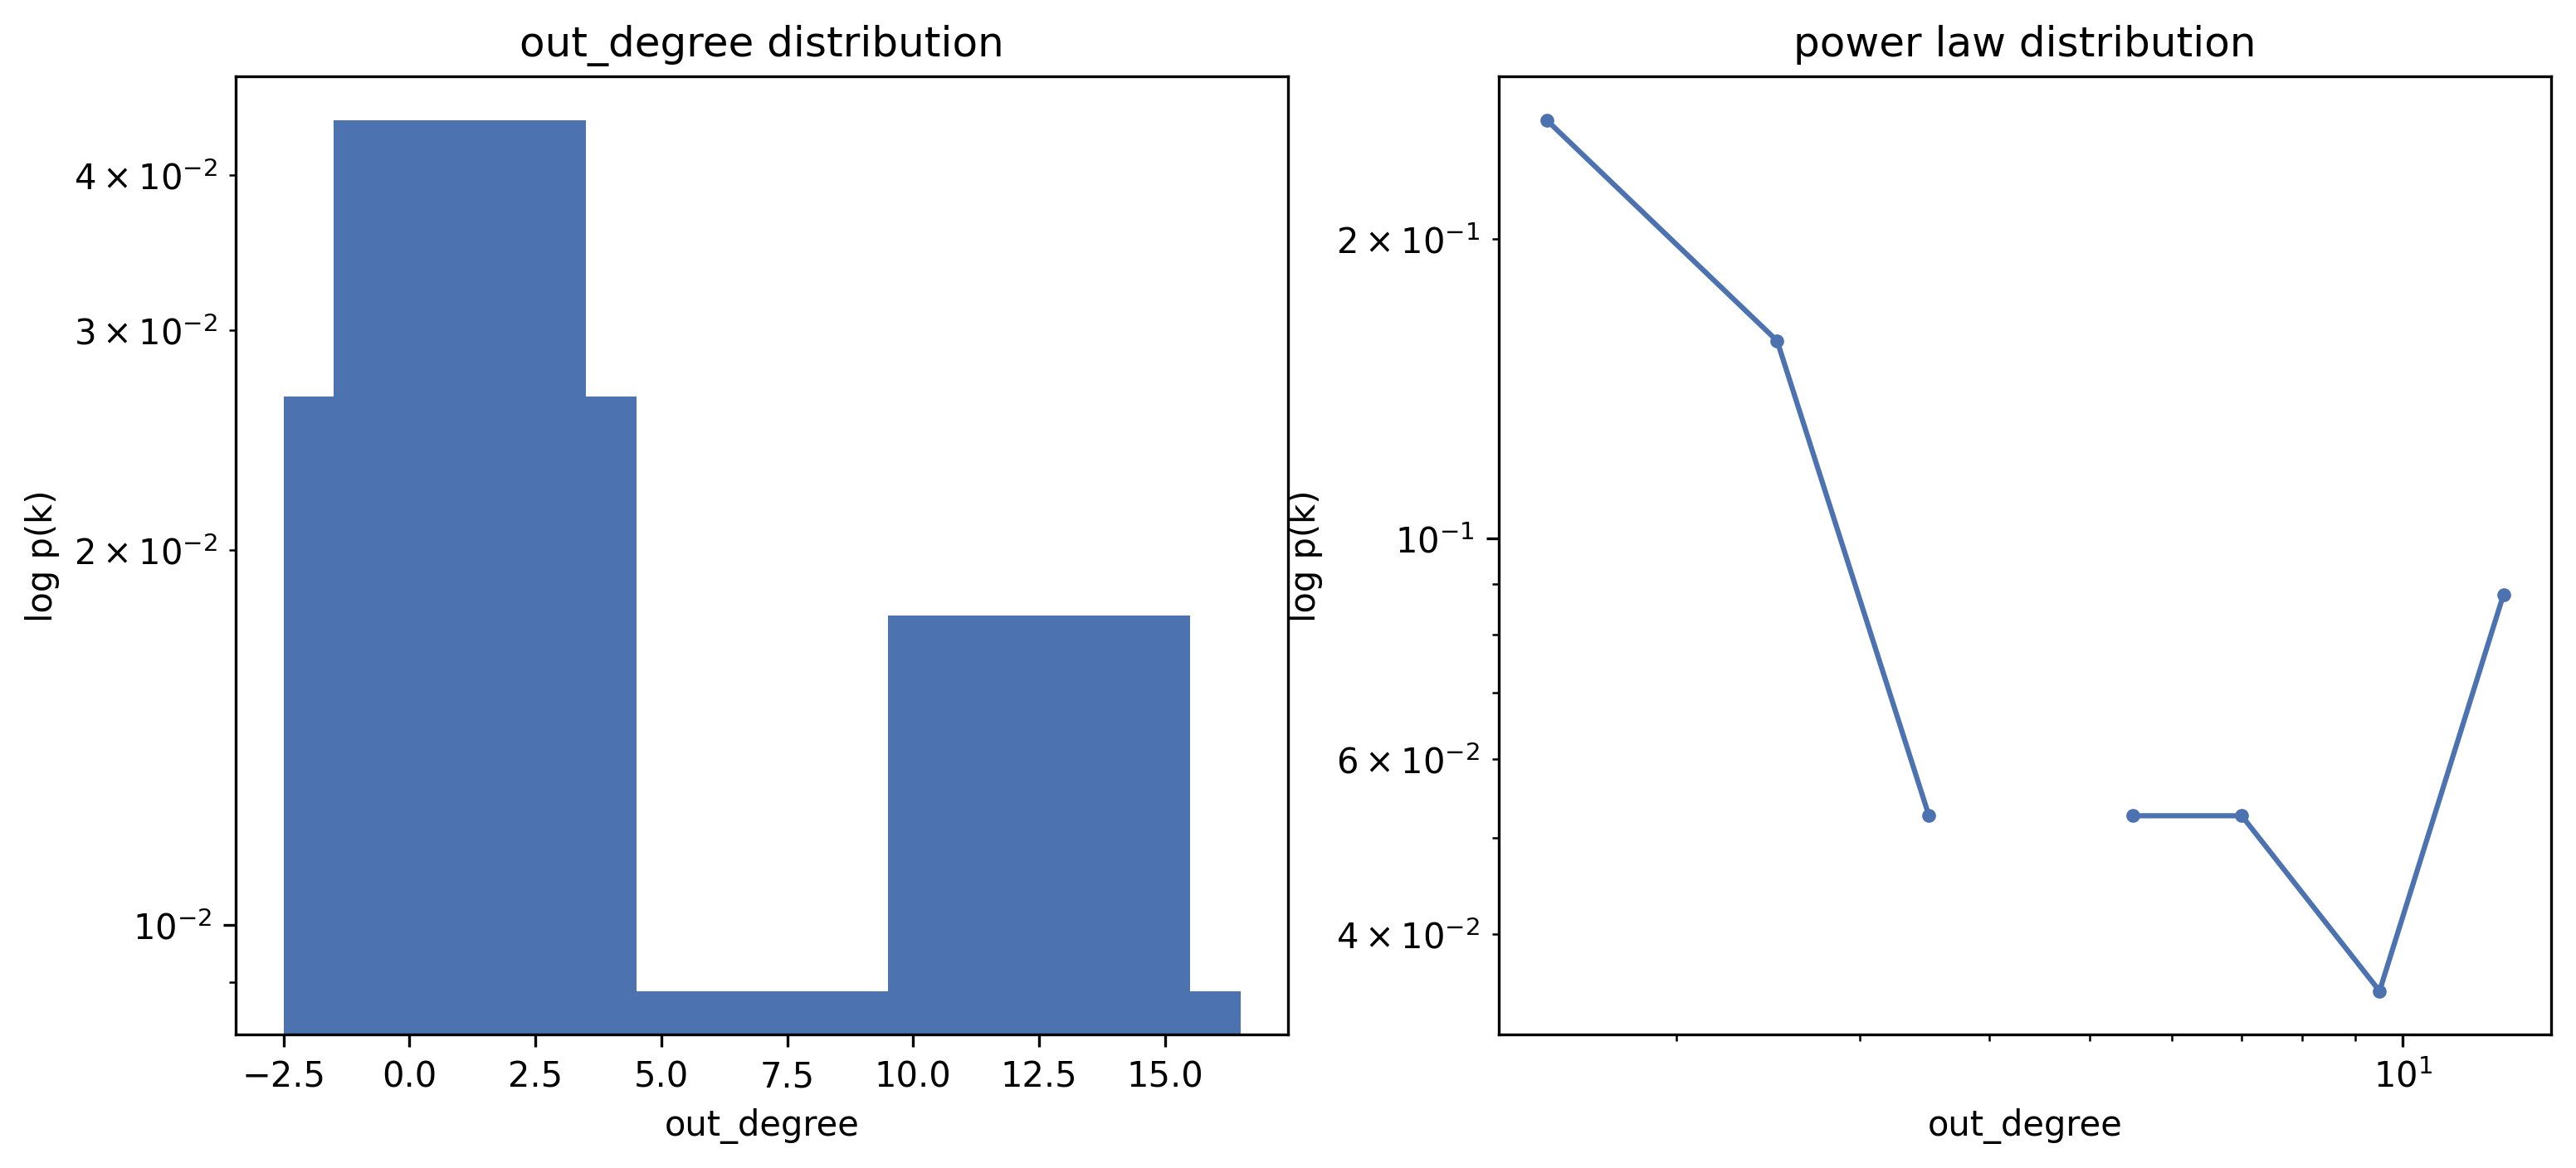 out_degree distribution
4 × 10⁻²
3 × 10⁻²
2 × 10⁻²
10⁻²
log p(k)
−2.5 0.0 2.5 5.0 7.5 10.0 12.5 15.0
out_degree
power law distribution
2 × 10⁻¹
10⁻¹
6 × 10⁻²
4 × 10⁻²
log p(k)
10¹
out_degree